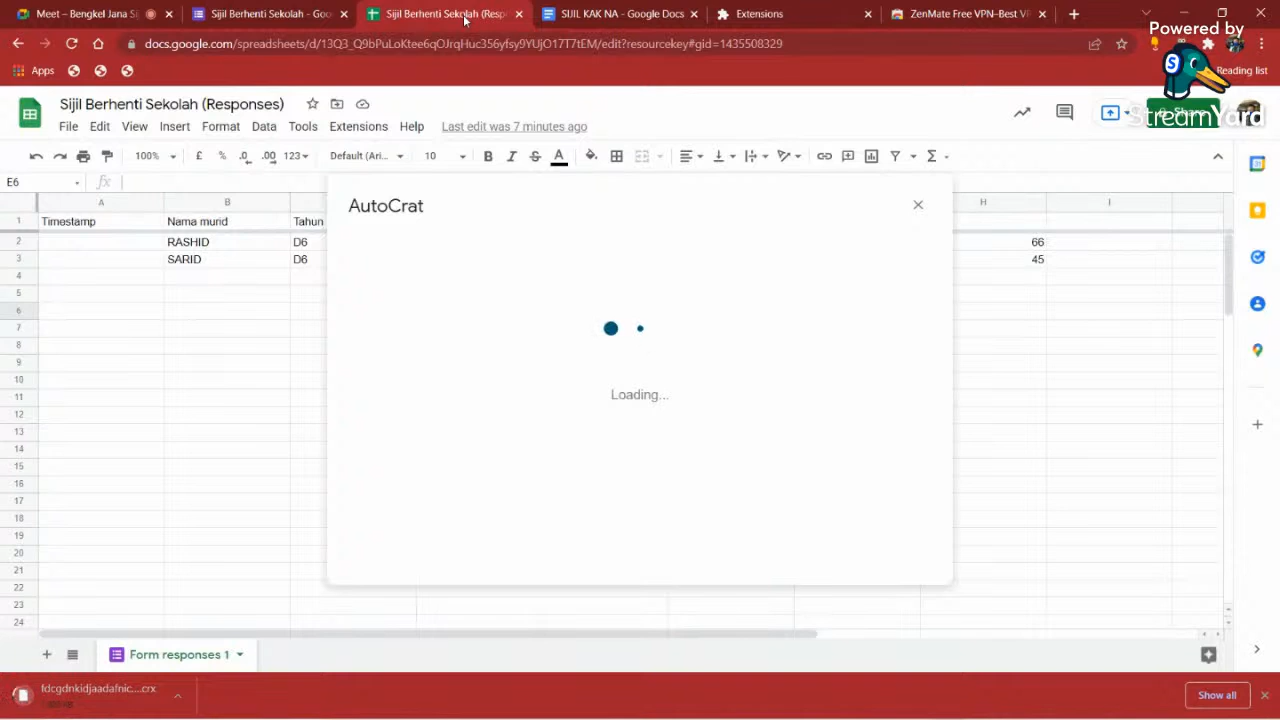 Meet – Bengkel Jana Si
Sijil Berhenti Sekolah - Goo
Sijil Berhenti Sekolah (Resp
SIJIL KAK NA - Google Docs
Extensions
ZenMate Free VPN–Best VP
Powered by
docs.google.com/spreadsheets/d/13Q3_Q9bPuLoKtee6qOJrqHuc356yfsy9YUjO17T7tEM/edit?resourcekey#gid=1435508329
Apps
Reading list
StreamYard
Sijil Berhenti Sekolah (Responses)
File Edit View Insert Format Data Tools Extensions Help Last edit was 7 minutes ago
100% £ % .0 .00 123 Default (Ari... 10 B I S A Σ
E6 fx
A B H I
1 Timestamp Nama murid Tahun
2 RASHID D6 66
3 SARID D6 45
4
5
6
7
8
9
10
11
12
13
14
15
16
17
18
19
20
21
22
23
24
AutoCrat
Loading...
Form responses 1
fdcgdnkidjaadafnic....crx
Show all